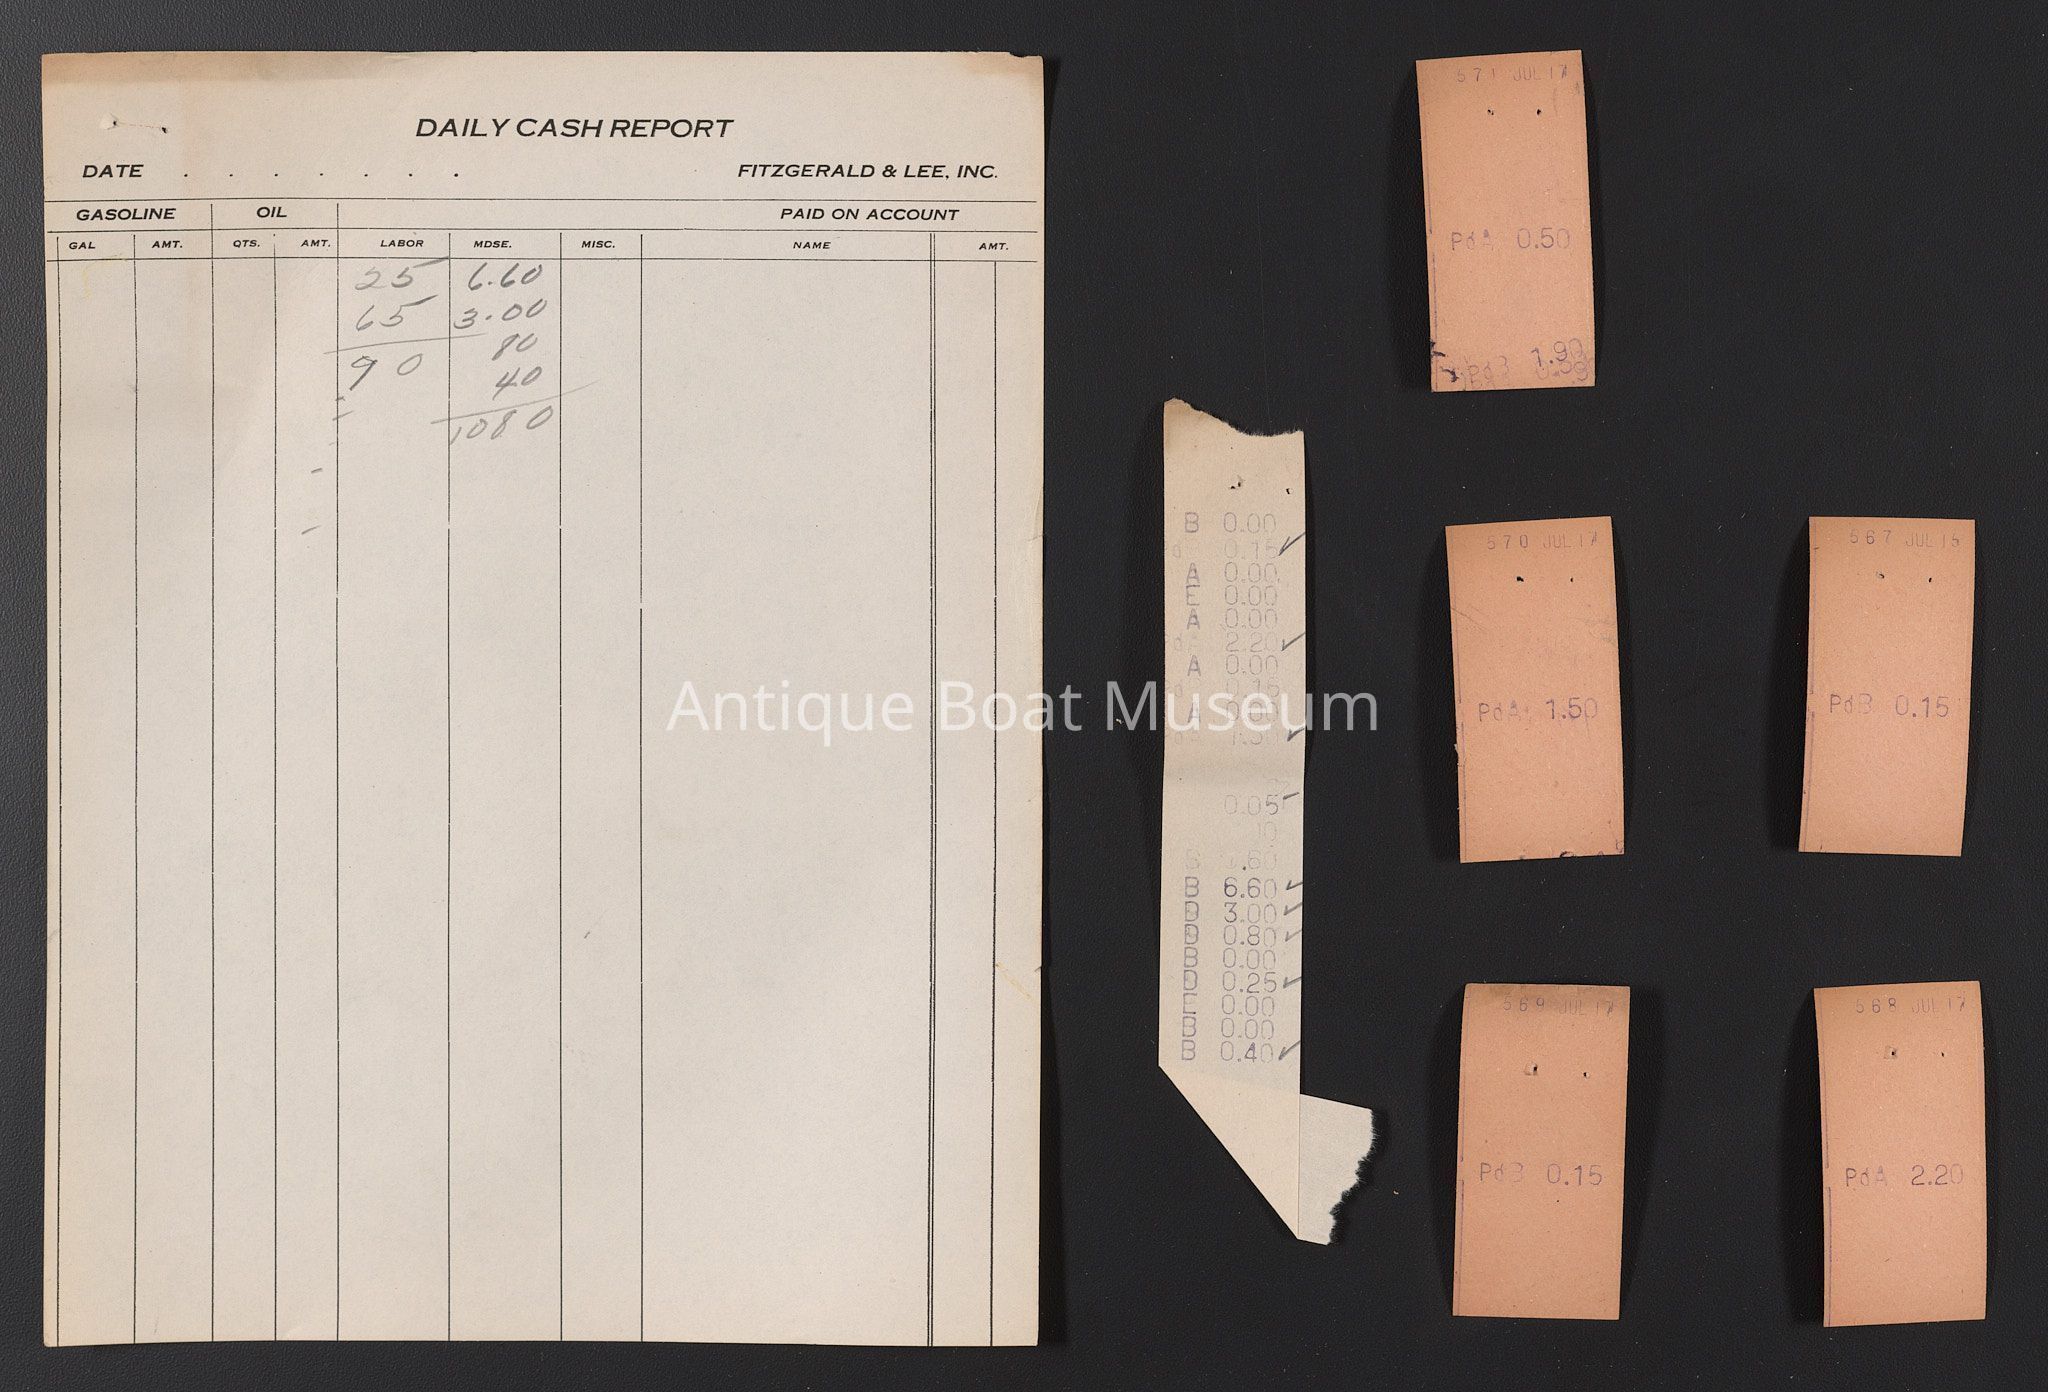 DAILY CASH REPORT
DATE . . . . . . . FITZGERALD & LEE, INC.
GASOLINE OIL PAID ON ACCOUNT
GAL AMT. QTS. AMT. LABOR MDSE. MISC. NAME AMT.
25 6.60
65 3.00
90 80
40
1080
B 0.00
0.15 ✓
A 0.00
E 0.00
A 0.00
2.20 ✓
A 0.00
A
0.05
B 6.60 ✓
D 3.00 ✓
B 0.80 ✓
B 0.00
D 0.25 ✓
E 0.00
B 0.00
B 0.40 ✓
571 JUL 17
PdA 0.50
PdB 1.90
570 JUL 17
PdA 1.50
567 JUL 15
PdB 0.15
569 JUL 17
PdB 0.15
568 JUL 17
PdA 2.20
Antique Boat Museum